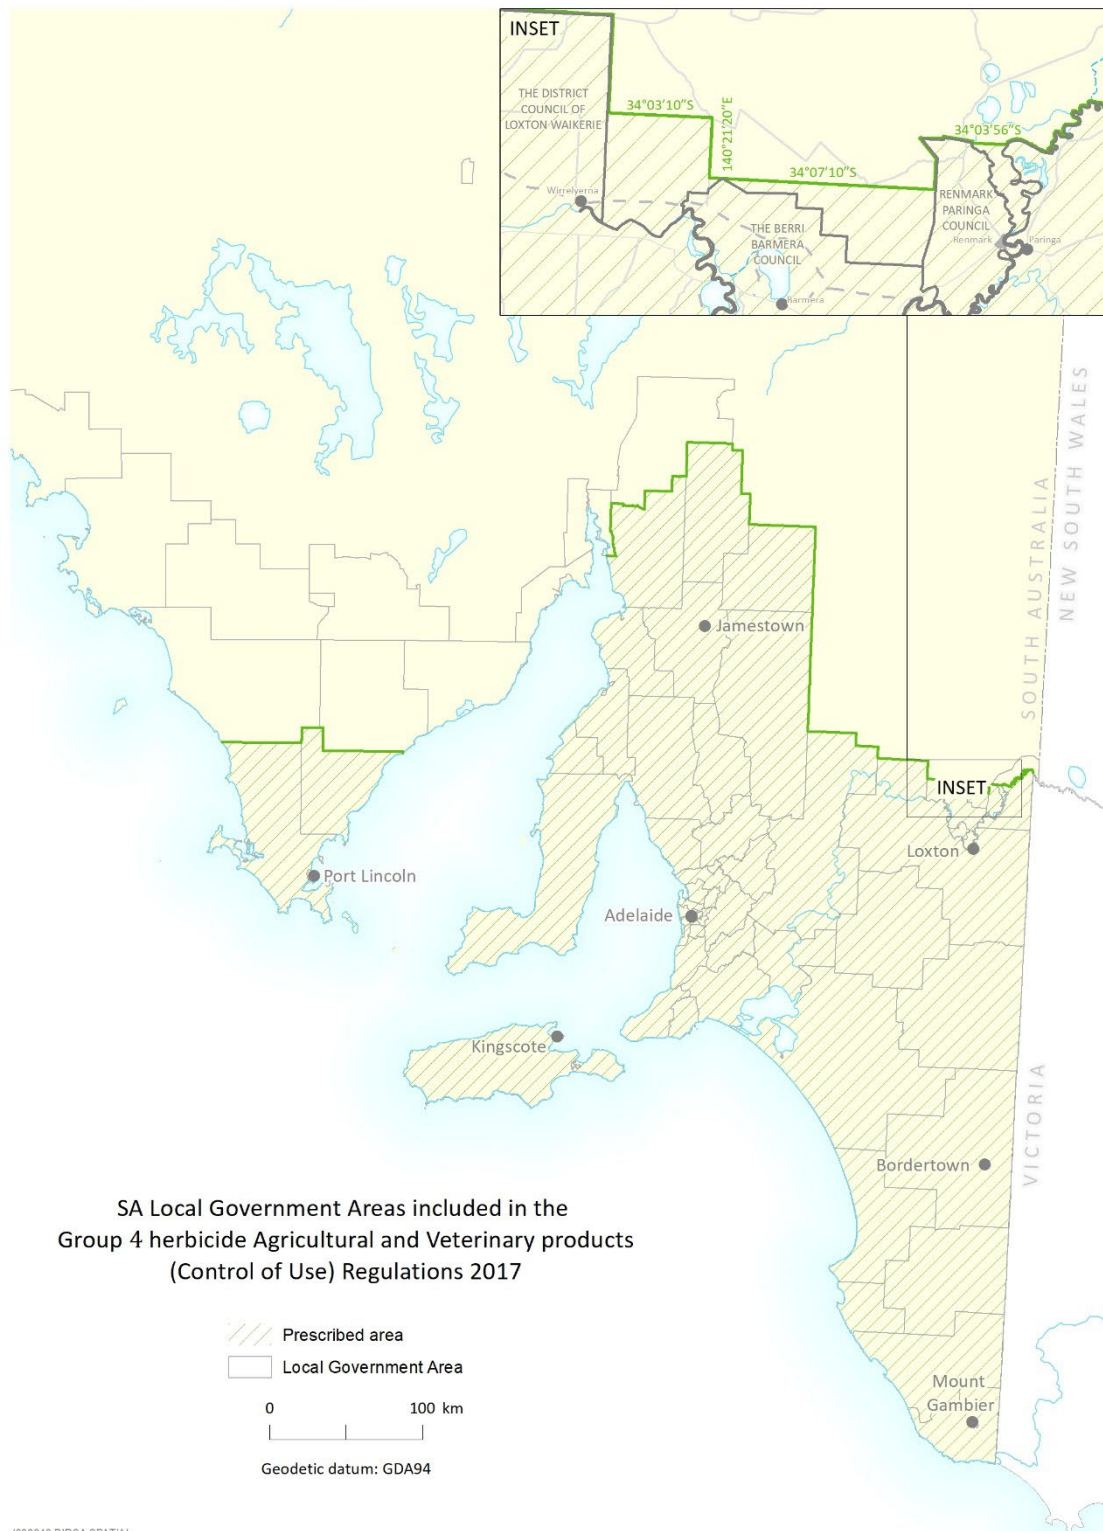 INSET
THE DISTRICT
COUNCIL OF
LOXTON WAIKERIE
34°03'10"S
140°21'20"E
34°07'10"S
34°03'56"S
Wirrelyerna
THE BERRI
BARMERA
COUNCIL
Barmera
RENMARK
PARINGA
COUNCIL
Renmark
Paringa
SOUTH AUSTRALIA
NEW SOUTH WALES
Jamestown
INSET
Loxton
Port Lincoln
Adelaide
Kingscote
VICTORIA
Bordertown
Mount
Gambier
SA Local Government Areas included in the
Group 4 herbicide Agricultural and Veterinary products
(Control of Use) Regulations 2017
Prescribed area
Local Government Area
0 100 km
Geodetic datum: GDA94